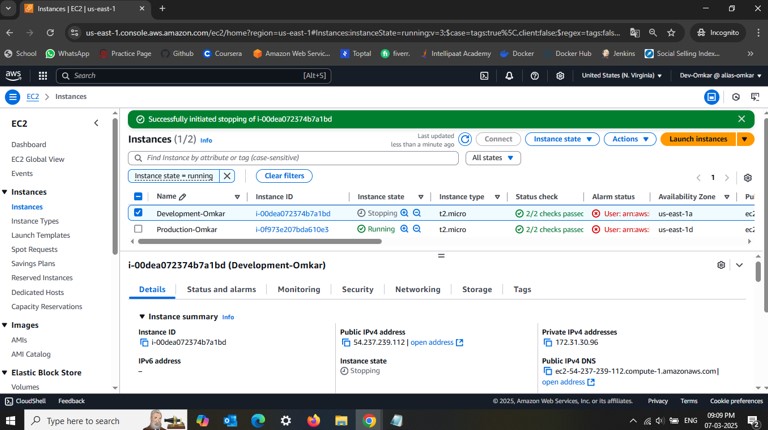 Instances | EC2 | us-east-1
us-east-1.console.aws.amazon.com/ec2/home?region=us-east-1#Instances:instanceState=running;v=3;$case=tags:true%5C,client:false;$regex=tags:fals...
Incognito
School WhatsApp Practice Page Github Coursera Amazon Web Servic... Toptal fiverr. Intellipaat Academy Docker Docker Hub Jenkins Social Selling Index...
aws Search [Alt+S] United States (N. Virginia) Dev-Omkar @ alias-omkar
EC2 > Instances
EC2
Dashboard
EC2 Global View
Events
Instances
Instances
Instance Types
Launch Templates
Spot Requests
Savings Plans
Reserved Instances
Dedicated Hosts
Capacity Reservations
Images
AMIs
AMI Catalog
Elastic Block Store
Volumes
Successfully initiated stopping of i-00dea072374b7a1bd
Instances (1/2) Info
Last updated
less than a minute ago
Connect Instance state Actions Launch instances
Find Instance by attribute or tag (case-sensitive) All states
Instance state = running Clear filters
1
Name Instance ID Instance state Instance type Status check Alarm status Availability Zone Pu
Development-Omkar i-00dea072374b7a1bd Stopping t2.micro 2/2 checks passec User: arn:aws: us-east-1a ec2
Production-Omkar i-0f973e207bda610e3 Running t2.micro 2/2 checks passec User: arn:aws: us-east-1d ec2
i-00dea072374b7a1bd (Development-Omkar)
Details Status and alarms Monitoring Security Networking Storage Tags
Instance summary Info
Instance ID
i-00dea072374b7a1bd
Public IPv4 address
54.237.239.112 | open address
Private IPv4 addresses
172.31.30.96
IPv6 address
–
Instance state
Stopping
Public IPv4 DNS
ec2-54-237-239-112.compute-1.amazonaws.com |
open address
CloudShell Feedback © 2025, Amazon Web Services, Inc. or its affiliates. Privacy Terms Cookie preferences
Type here to search ENG 09:09 PM
07-03-2025
2